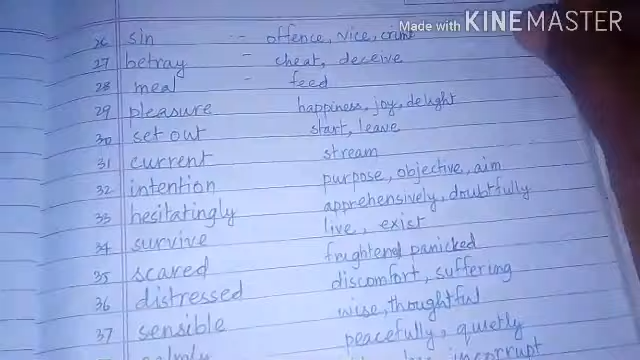 Made with KINEMASTER
26 sin - offence, vice, crime
27 betray - cheat, deceive
28 meal - feed
29 pleasure happiness, joy, delight
30 set out start, leave
31 current stream
32 intention purpose, objective, aim
33 hesitatingly apprehensively, doubtfully
34 survive live, exist
35 scared frightened panicked
36 distressed discomfort, suffering
37 sensible wise, thoughtful
calmly peacefully, quietly
incorrupt